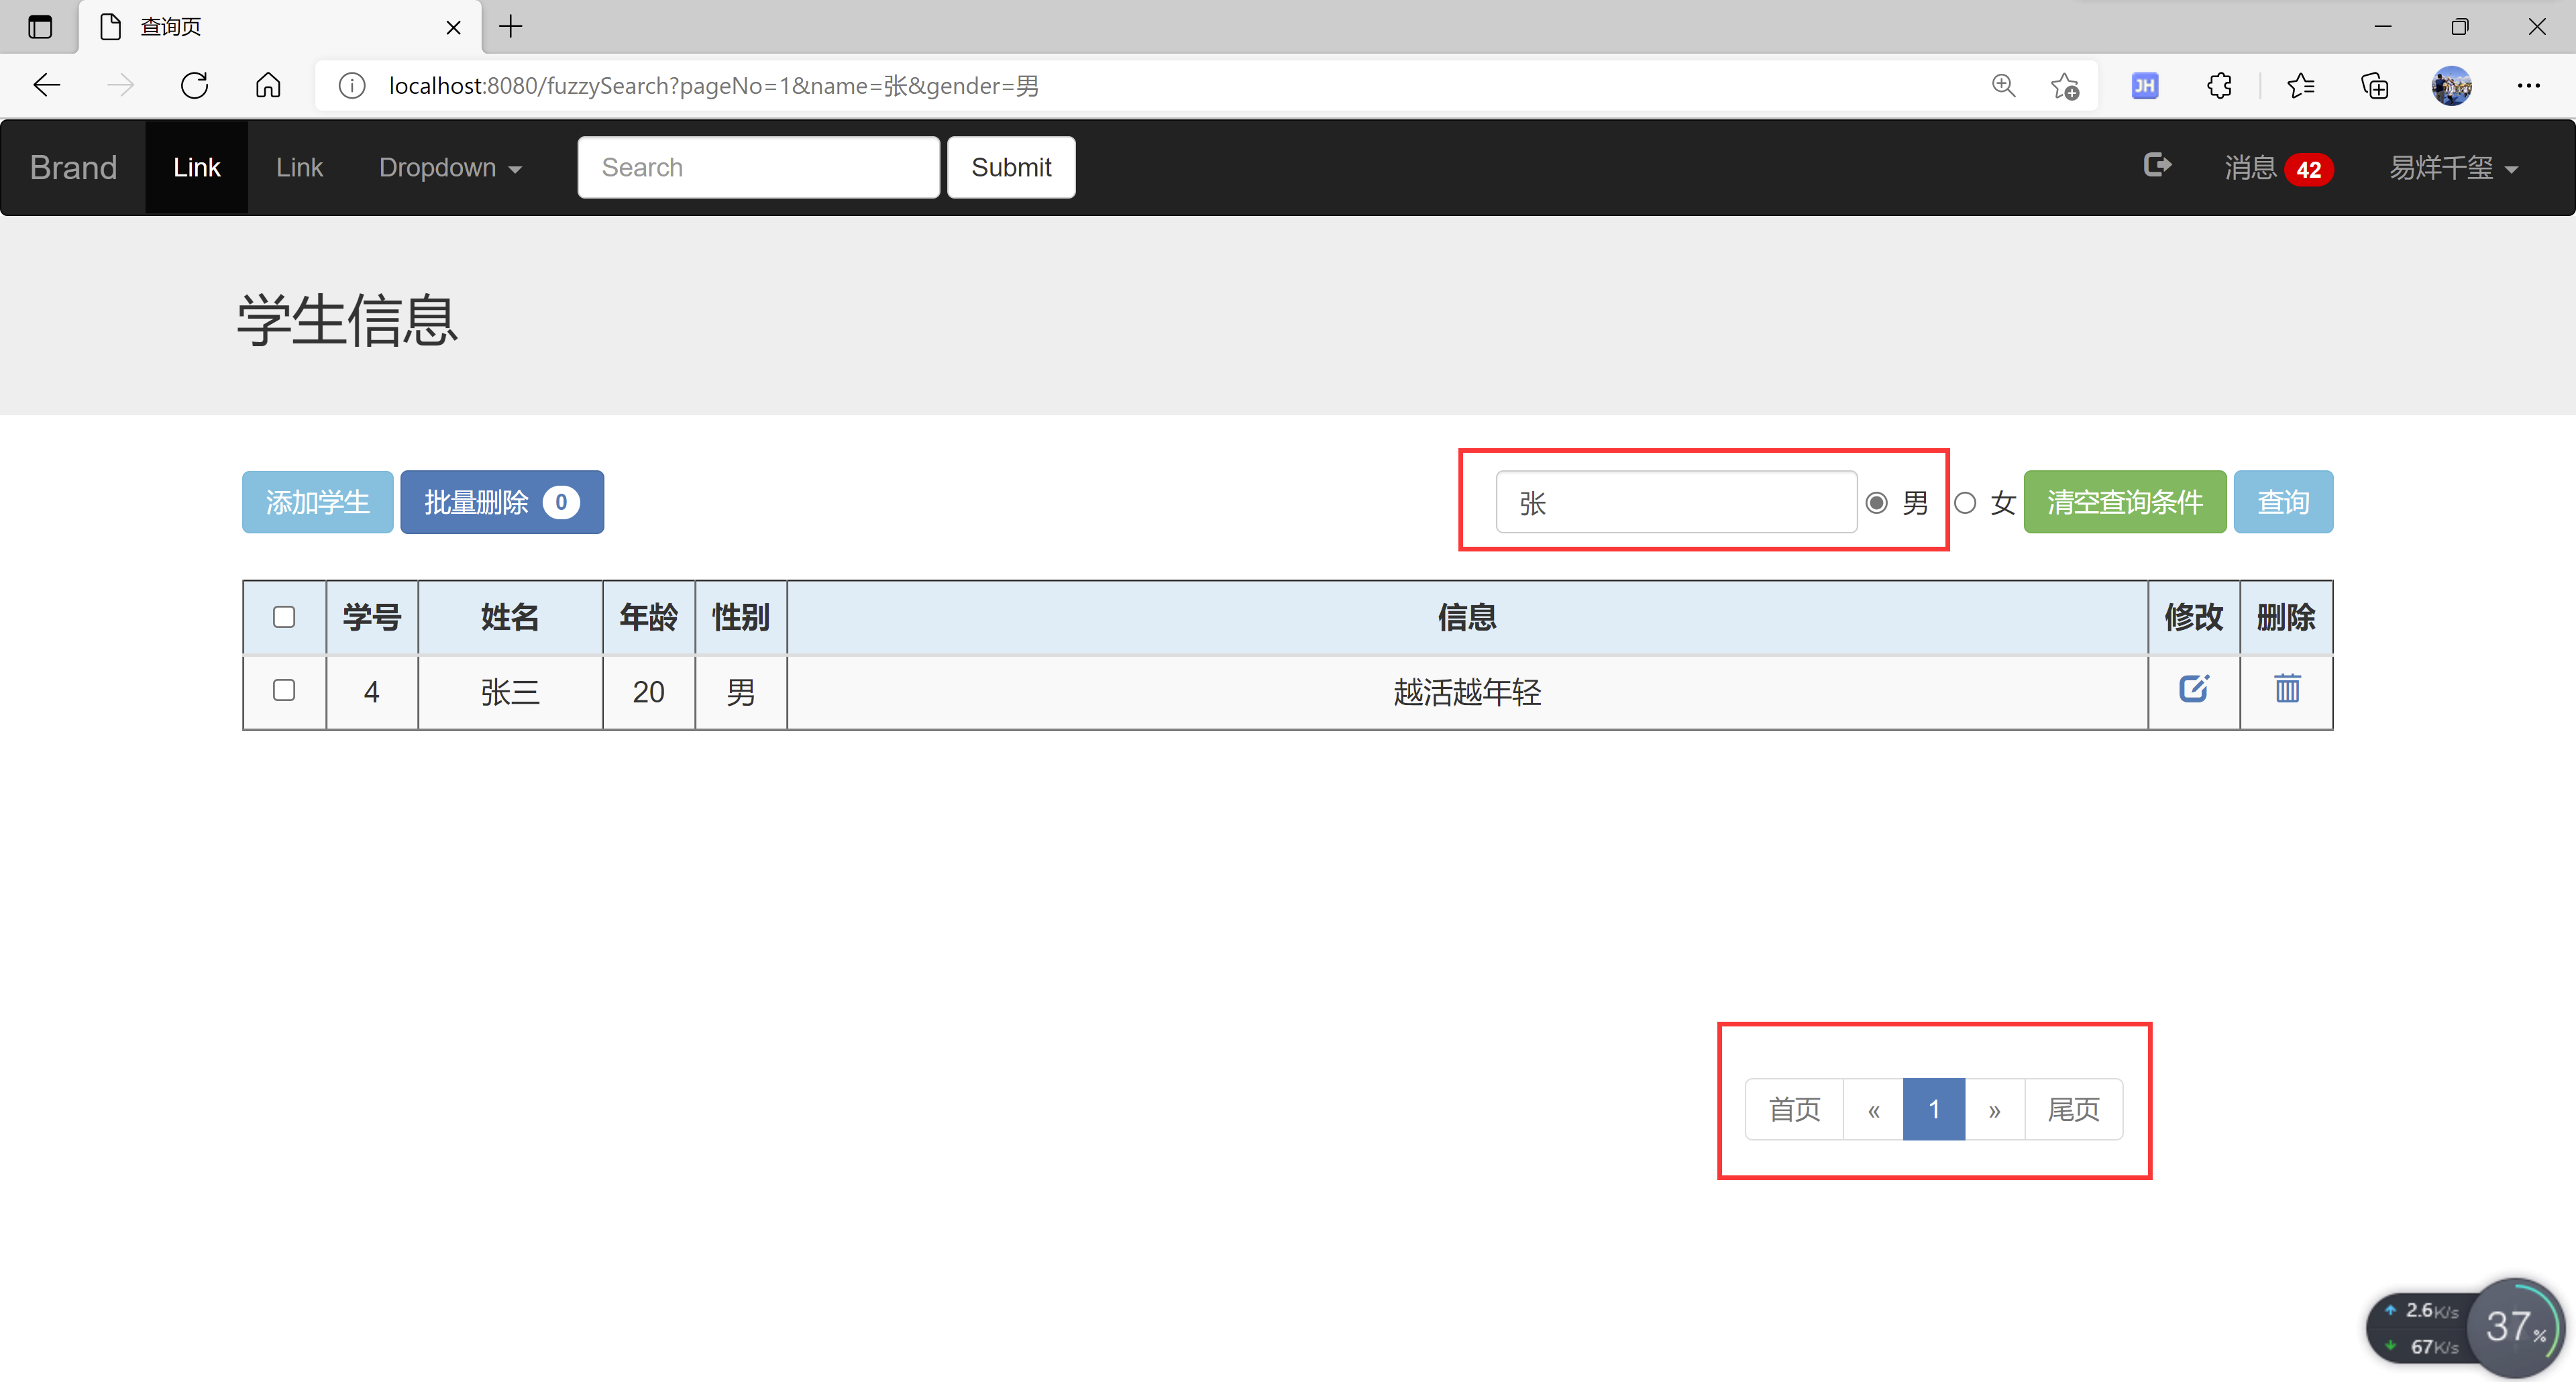 查询页
localhost:8080/fuzzySearch?pageNo=1&name=张&gender=男
JH
Brand Link Link Dropdown Search Submit 消息 42 易烊千玺
学生信息
添加学生 批量删除 0 张 男 女 清空查询条件 查询
学号 姓名 年龄 性别 信息 修改 删除
4 张三 20 男 越活越年轻
首页 « 1 » 尾页
2.6K/s
67K/s
37%